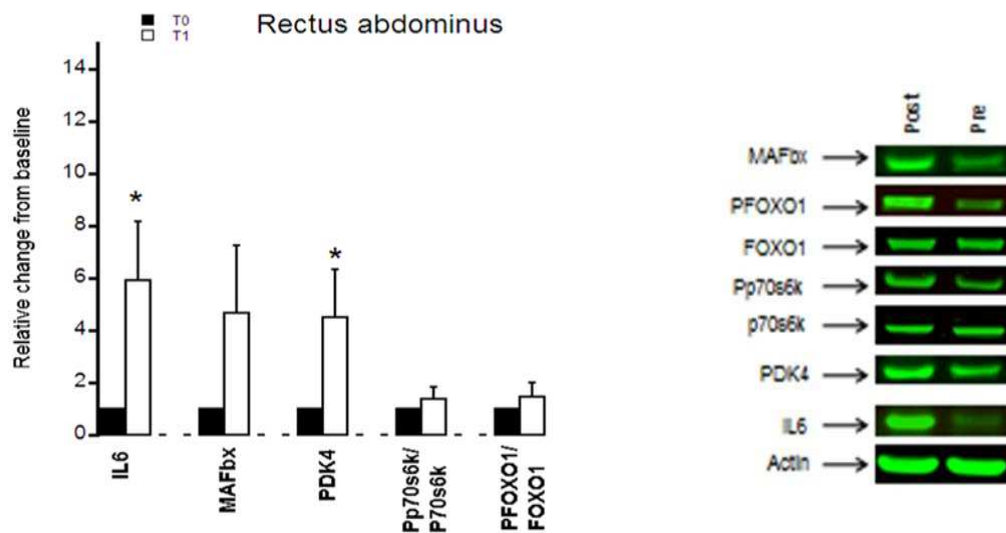 T0
T1
Rectus abdominus
Relative change from baseline
14
12
10
8
6
4
2
0
*
*
IL6
MAFbx
PDK4
Pp70s6k/
P70s6k
PFOXO1/
FOXO1
Post
Pre
MAFbx
PFOXO1
FOXO1
Pp70s6k
p70s6k
PDK4
IL6
Actin